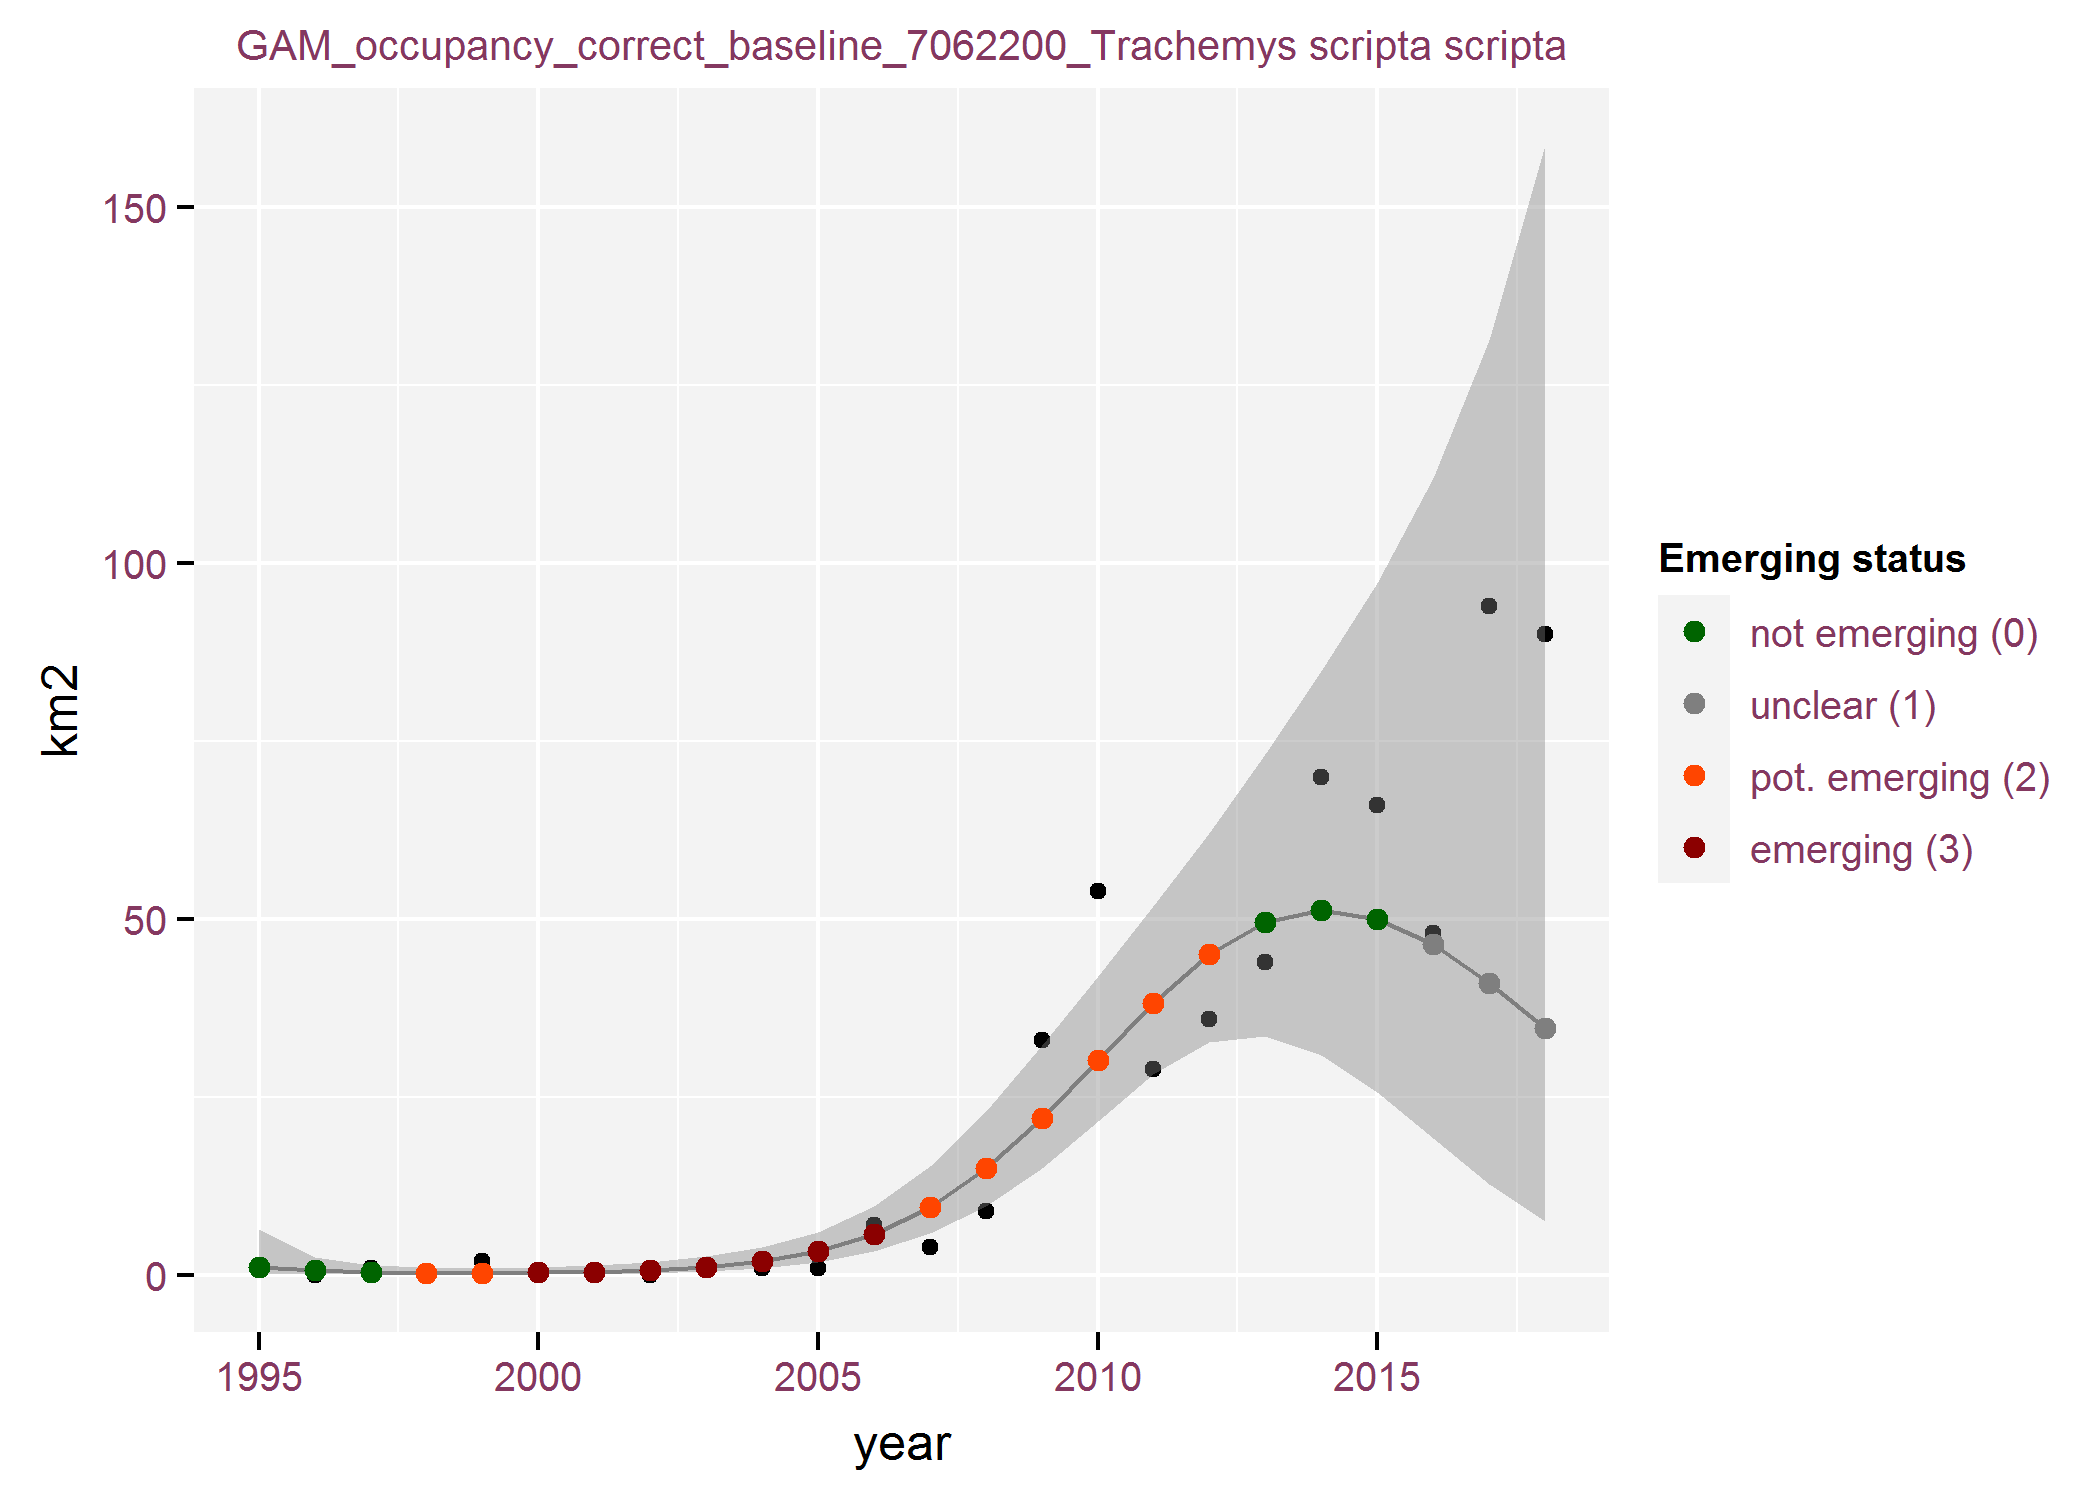 GAM_occupancy_correct_baseline_7062200_Trachemys scripta scripta
150
100
50
0
km2
1995 2000 2005 2010 2015
year
Emerging status
not emerging (0)
unclear (1)
pot. emerging (2)
emerging (3)